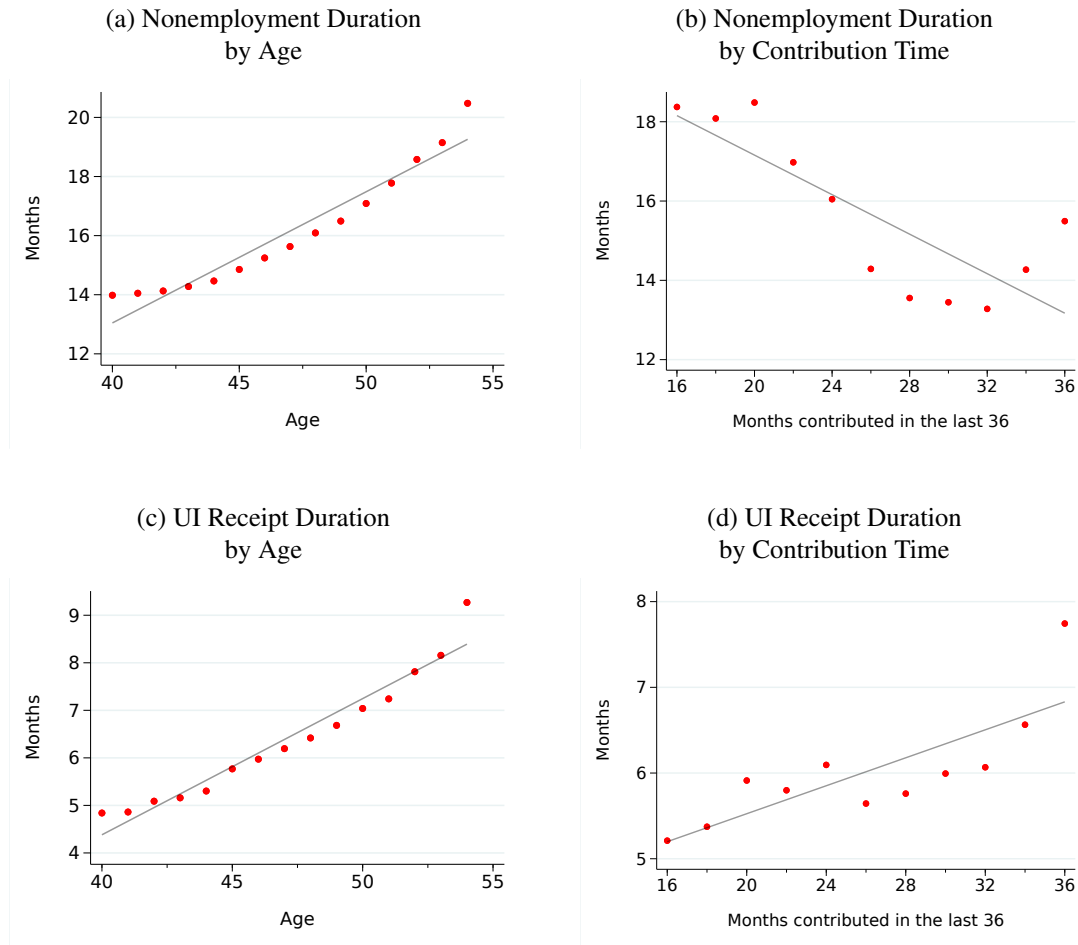 (a) Nonemployment Duration
by Age
20
18
16
14
12
Months
40
45
50
55
Age
(b) Nonemployment Duration
by Contribution Time
18
16
14
12
Months
16
20
24
28
32
36
Months contributed in the last 36
(c) UI Receipt Duration
by Age
9
8
7
6
5
4
Months
40
45
50
55
Age
(d) UI Receipt Duration
by Contribution Time
8
7
6
5
Months
16
20
24
28
32
36
Months contributed in the last 36